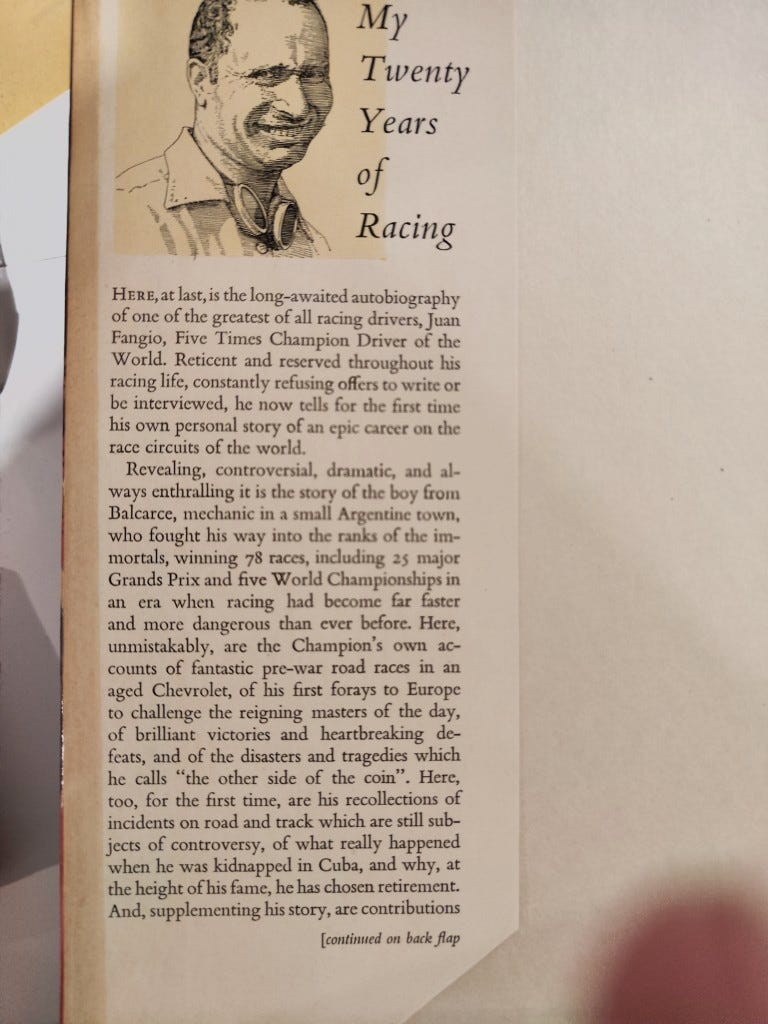 My
Twenty
Years
of
Racing
HERE, at last, is the long-awaited autobiography
of one of the greatest of all racing drivers, Juan
Fangio, Five Times Champion Driver of the
World. Reticent and reserved throughout his
racing life, constantly refusing offers to write or
be interviewed, he now tells for the first time
his own personal story of an epic career on the
race circuits of the world.
Revealing, controversial, dramatic, and al-
ways enthralling it is the story of the boy from
Balcarce, mechanic in a small Argentine town,
who fought his way into the ranks of the im-
mortals, winning 78 races, including 25 major
Grands Prix and five World Championships in
an era when racing had become far faster
and more dangerous than ever before. Here,
unmistakably, are the Champion's own ac-
counts of fantastic pre-war road races in an
aged Chevrolet, of his first forays to Europe
to challenge the reigning masters of the day,
of brilliant victories and heartbreaking de-
feats, and of the disasters and tragedies which
he calls "the other side of the coin". Here,
too, for the first time, are his recollections of
incidents on road and track which are still sub-
jects of controversy, of what really happened
when he was kidnapped in Cuba, and why, at
the height of his fame, he has chosen retirement.
And, supplementing his story, are contributions
[continued on back flap